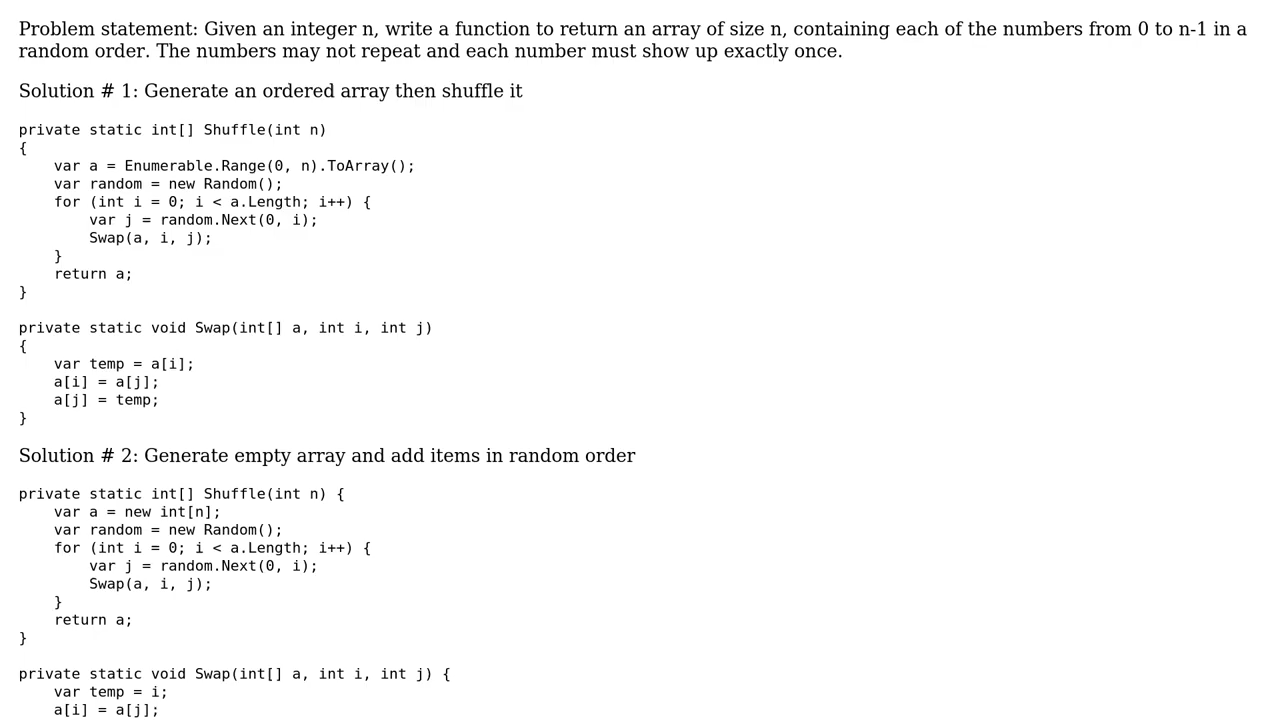 Problem statement: Given an integer n, write a function to return an array of size n, containing each of the numbers from 0 to n-1 in a
random order. The numbers may not repeat and each number must show up exactly once.
Solution # 1: Generate an ordered array then shuffle it
private static int[] Shuffle(int n)
{
    var a = Enumerable.Range(0, n).ToArray();
    var random = new Random();
    for (int i = 0; i < a.Length; i++) {
        var j = random.Next(0, i);
        Swap(a, i, j);
    }
    return a;
}
private static void Swap(int[] a, int i, int j)
{
    var temp = a[i];
    a[i] = a[j];
    a[j] = temp;
}
Solution # 2: Generate empty array and add items in random order
private static int[] Shuffle(int n) {
    var a = new int[n];
    var random = new Random();
    for (int i = 0; i < a.Length; i++) {
        var j = random.Next(0, i);
        Swap(a, i, j);
    }
    return a;
}
private static void Swap(int[] a, int i, int j) {
    var temp = i;
    a[i] = a[j];